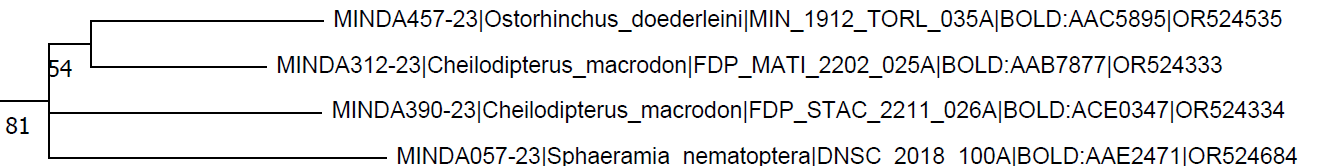 MINDA457-23|Ostorhinchus_doederleini|MIN_1912_TORL_035A|BOLD:AAC5895|OR524535
54
MINDA312-23|Cheilodipterus_macrodon|FDP_MATI_2202_025A|BOLD:AAB7877|OR524333
MINDA390-23|Cheilodipterus_macrodon|FDP_STAC_2211_026A|BOLD:ACE0347|OR524334
81
MINDA057-23|Sphaeramia_nematoptera|DNSC_2018_100A|BOLD:AAE2471|OR524684